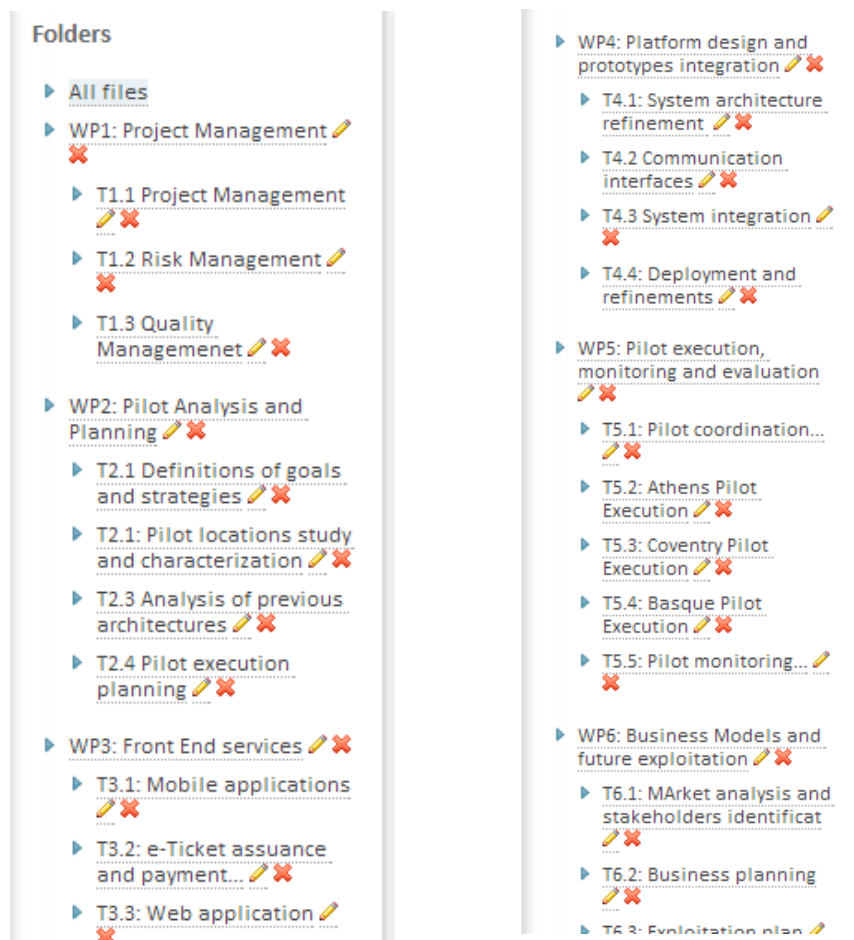 Folders
All files
WP1: Project Management
T1.1 Project Management
T1.2 Risk Management
T1.3 Quality
Managemenet
WP2: Pilot Analysis and
Planning
T2.1 Definitions of goals
and strategies
T2.1: Pilot locations study
and characterization
T2.3 Analysis of previous
architectures
T2.4 Pilot execution
planning
WP3: Front End services
T3.1: Mobile applications
T3.2: e-Ticket assuance
and payment...
T3.3: Web application
WP4: Platform design and
prototypes integration
T4.1: System architecture
refinement
T4.2 Communication
interfaces
T4.3 System integration
T4.4: Deployment and
refinements
WP5: Pilot execution,
monitoring and evaluation
T5.1: Pilot coordination...
T5.2: Athens Pilot
Execution
T5.3: Coventry Pilot
Execution
T5.4: Basque Pilot
Execution
T5.5: Pilot monitoring...
WP6: Business Models and
future exploitation
T6.1: MArket analysis and
stakeholders identificat
T6.2: Business planning
T6.3: Exploitation plan